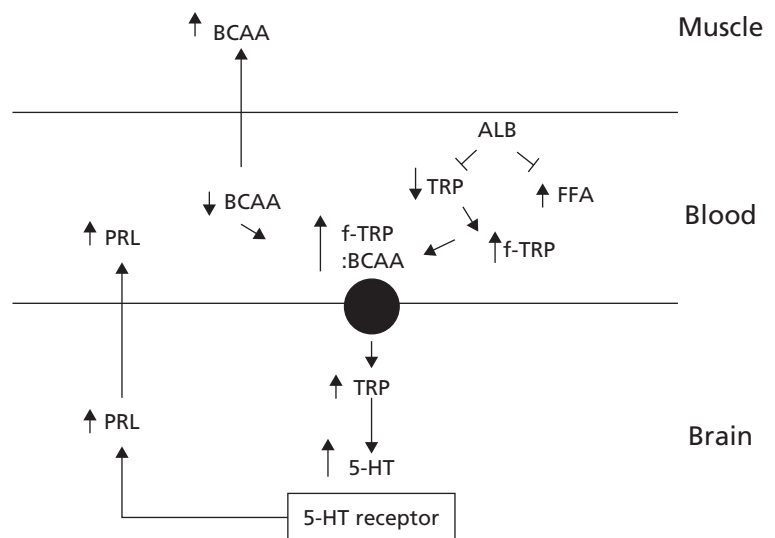 Muscle
BCAA
ALB
BCAA
TRP
FFA
Blood
PRL
f-TRP
:BCAA
f-TRP
TRP
PRL
Brain
5-HT
5-HT receptor